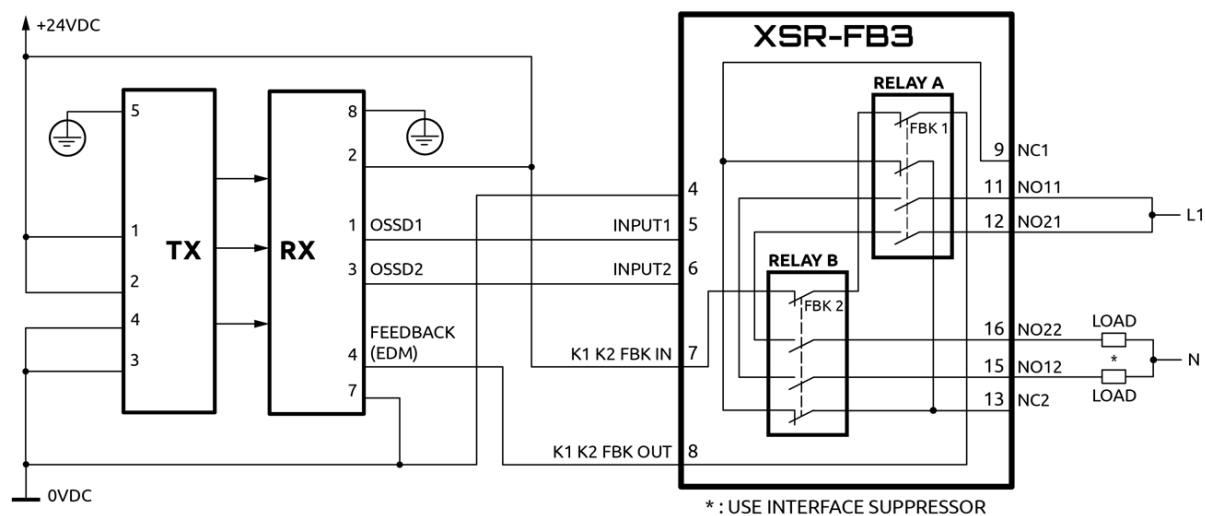 +24VDC
XSR-FB3
RELAY A
5
8
FBK 1
2
9 NC1
4
11 NO11
1 OSSD1
INPUT1 5
12 NO21
L1
1
TX
RX
RELAY B
3 OSSD2
INPUT2 6
2
FBK 2
4
FEEDBACK
(EDM)
4
16 NO22
LOAD
K1 K2 FBK IN 7
3
15 NO12
*
N
7
LOAD
13 NC2
K1 K2 FBK OUT 8
0VDC
* : USE INTERFACE SUPPRESSOR